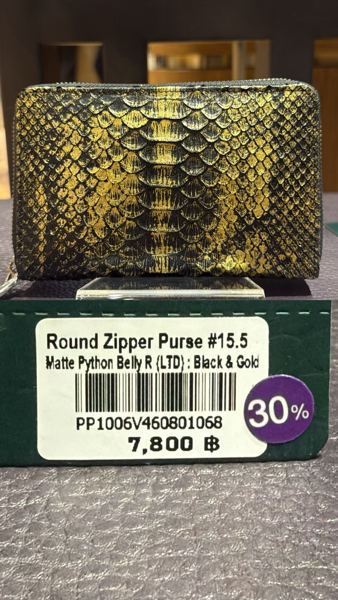 Round Zipper Purse #15.5
Matte Python Belly R {LTD} : Black & Gold
PP1006V460801068
7,800 ฿
30%